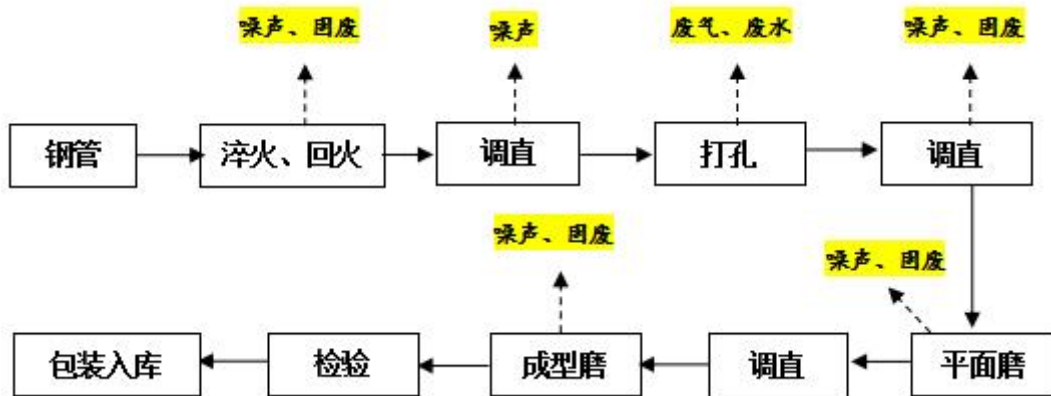 噪声、固废
噪声
废气、废水
噪声、固废
钢管
淬火、回火
调直
打孔
调直
噪声、固废
噪声、固废
包装入库
检验
成型磨
调直
平面磨